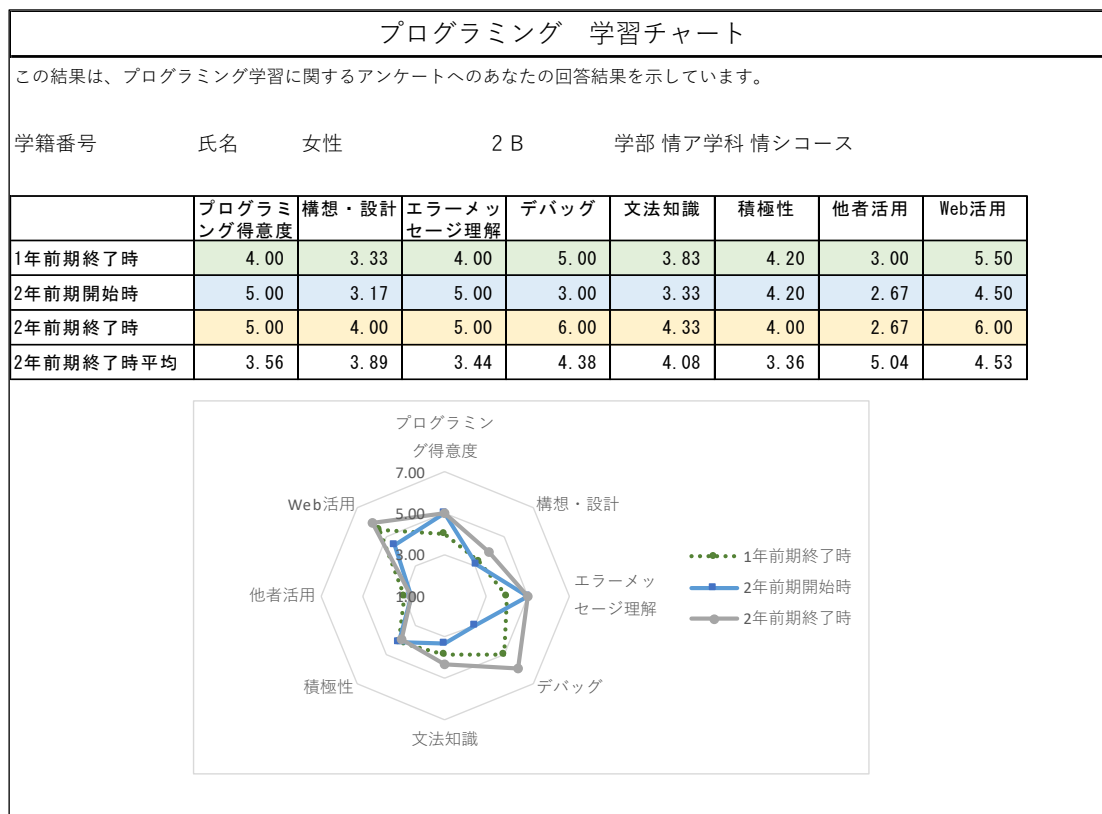 プログラミング　学習チャート
この結果は、プログラミング学習に関するアンケートへのあなたの回答結果を示しています。
学籍番号 氏名 女性 2 B 学部 情ア学科 情シコース
プログラミ 構想・設計 エラーメッ デバッグ 文法知識 積極性 他者活用 Web活用
ング得意度 セージ理解
1年前期終了時 4.00 3.33 4.00 5.00 3.83 4.20 3.00 5.50
2年前期開始時 5.00 3.17 5.00 3.00 3.33 4.20 2.67 4.50
2年前期終了時 5.00 4.00 5.00 6.00 4.33 4.00 2.67 6.00
2年前期終了時平均 3.56 3.89 3.44 4.38 4.08 3.36 5.04 4.53
プログラミン
グ得意度
7.00
Web活用 構想・設計
5.00
3.00
1年前期終了時
他者活用 1.00 エラーメッ
セージ理解
2年前期開始時
2年前期終了時
積極性 デバッグ
文法知識